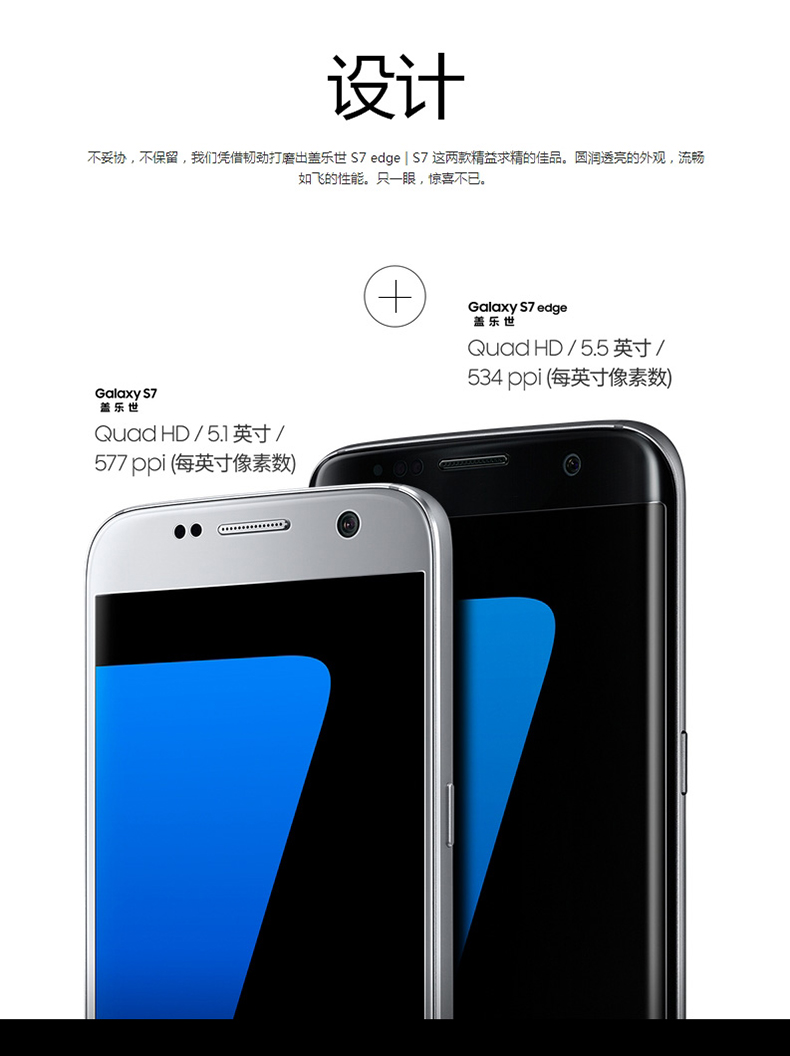 设计
不妥协，不保留，我们凭借韧劲打磨出盖乐世 S7 edge | S7 这两款精益求精的佳品。圆润透亮的外观，流畅
如飞的性能。只一眼，惊喜不已。
Galaxy S7 edge
盖乐世
Quad HD / 5.5 英寸 /
534 ppi (每英寸像素数)
Galaxy S7
盖乐世
Quad HD / 5.1 英寸 /
577 ppi (每英寸像素数)